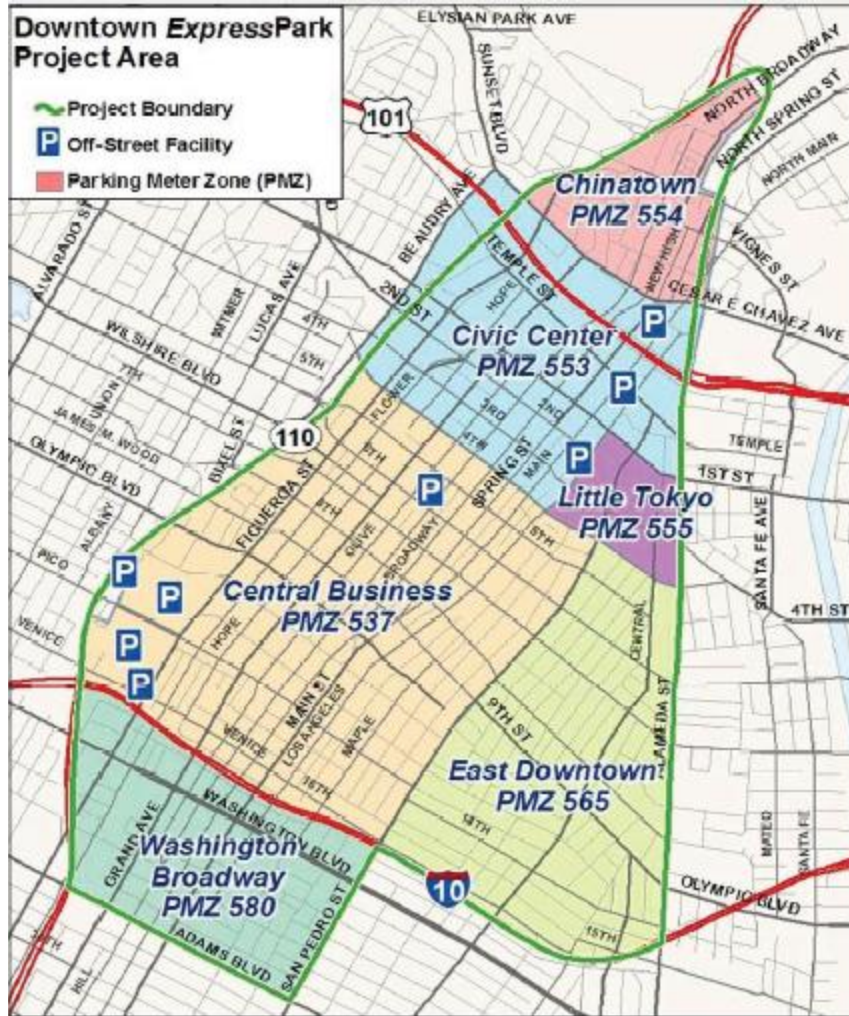 Downtown ExpressPark
Project Area
Project Boundary
P Off-Street Facility
Parking Meter Zone (PMZ)
ELYSIAN PARK AVE
SUNSET BLVD
101
NORTH BROADWAY
NORTH SPRING ST
NORTH MAIN
Chinatown
PMZ 554
BEAUDRY AVE
TEMPLE ST
NEW HIGH
VIGNES ST
CESAR E CHAVEZ AVE
ALVARADO ST
2ND ST
HOPE
P
WITMER
LUCAS AVE
4TH
5TH
Civic Center
PMZ 553
WILSHIRE BLVD
7TH
UNION
FLOWER
3RD
2ND
P
JAMES M. WOOD
BIXEL ST
110
4TH
SPRING ST
MAIN
P
TEMPLE
1ST ST
OLYMPIC BLVD
FIGUEROA ST
P
Little Tokyo
PMZ 555
OLIVE
BROADWAY
5TH
SANTA FE AVE
ALBANY
PICO
P
P
Central Business
PMZ 537
4TH ST
VENICE
HOPE
CENTRAL
P
P
MAIN ST
LOS ANGELES
MAPLE
9TH ST
ALAMEDA ST
VENICE
16TH
East Downtown
PMZ 565
WASHINGTON BLVD
GRAND AVE
14TH
MATEO
SANTA FE
Washington
Broadway
PMZ 580
10
OLYMPIC BLVD
SAN PEDRO ST
15TH
ADAMS BLVD
HILL